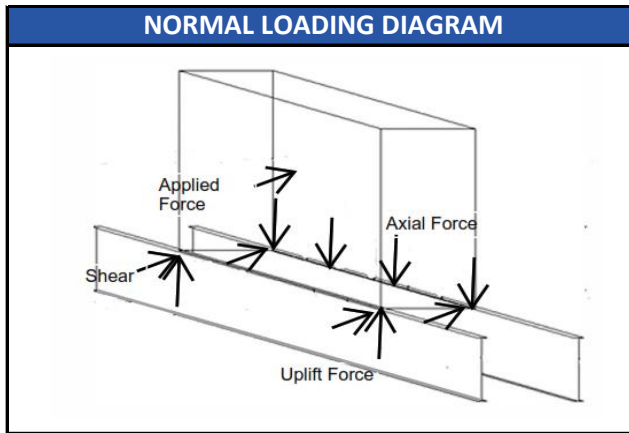 NORMAL LOADING DIAGRAM
Applied
Force
Axial Force
Shear
Uplift Force